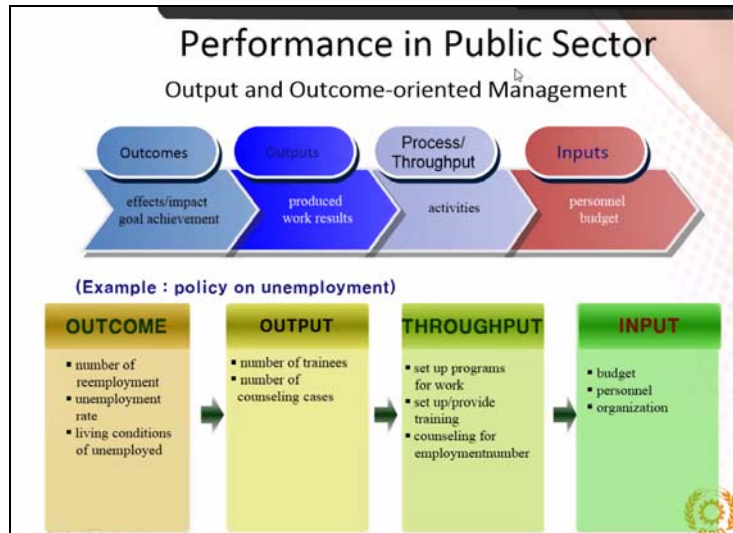 Performance in Public Sector
Output and Outcome-oriented Management
Outcomes
Outputs
Process/
Throughput
Inputs
effects/impact
goal achievement
produced
work results
activities
personnel
budget
(Example : policy on unemployment)
OUTCOME
▪ number of
reemployment
▪ unemployment
rate
▪ living conditions
of unemployed
OUTPUT
▪ number of trainees
▪ number of
counseling cases
THROUGHPUT
▪ set up programs
for work
▪ set up/provide
training
▪ counseling for
employmentnumber
INPUT
▪ budget
▪ personnel
▪ organization